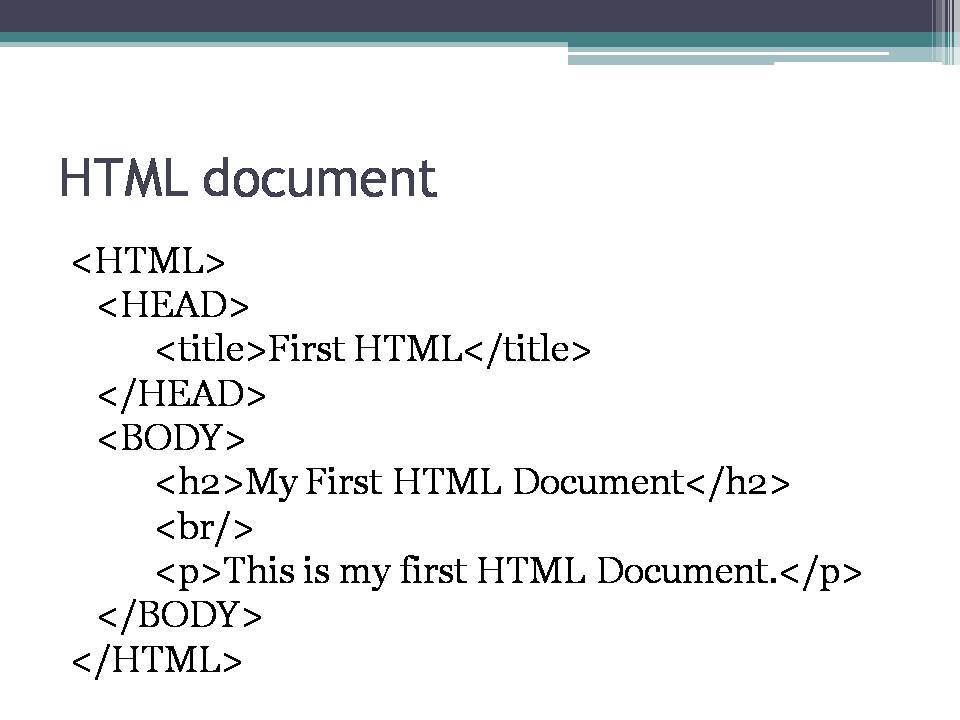 HTML document
<HTML>
<HEAD>
<title>First HTML</title>
</HEAD>
<BODY>
<h2>My First HTML Document</h2>
<br/>
<p>This is my first HTML Document.</p>
</BODY>
</HTML>